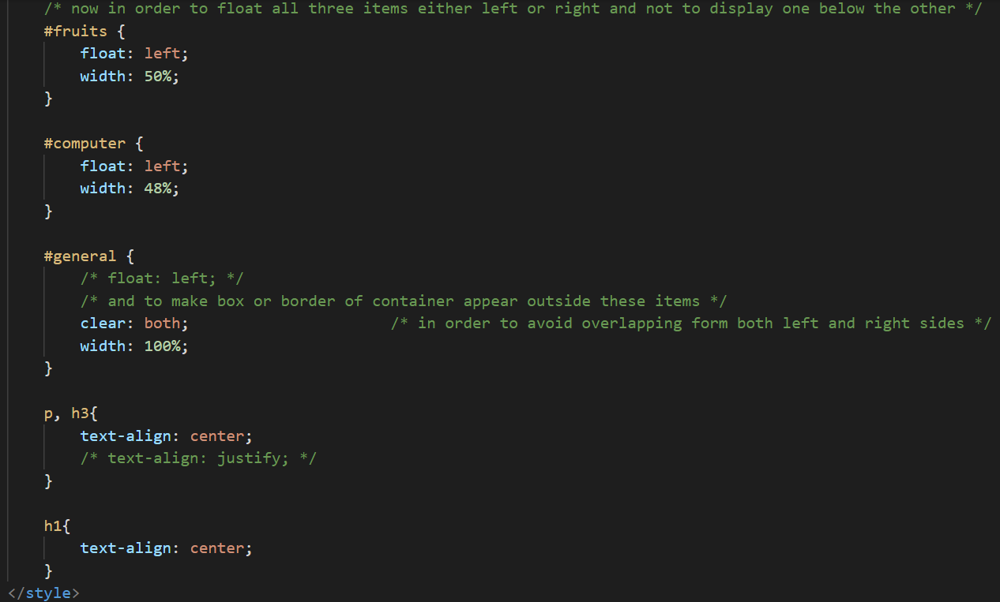 /* now in order to float all three items either left or right and not to display one below the other */
#fruits {
float: left;
width: 50%;
}
#computer {
float: left;
width: 48%;
}
#general {
/* float: left; */
/* and to make box or border of container appear outside these items */
clear: both; /* in order to avoid overlapping form both left and right sides */
width: 100%;
}
p, h3{
text-align: center;
/* text-align: justify; */
}
h1{
text-align: center;
}
</style>